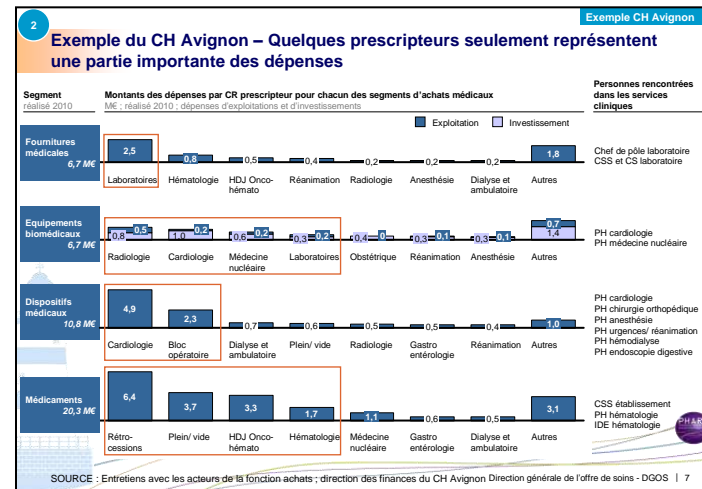 2
Exemple CH Avignon
Exemple du CH Avignon – Quelques prescripteurs seulement représentent
une partie importante des dépenses
Segment
réalisé 2010
Montants des dépenses par CR prescripteur pour chacun des segments d'achats médicaux
M€ ; réalisé 2010 ; dépenses d'exploitations et d'investissements
Personnes rencontrées
dans les services
cliniques
Exploitation Investissement
Fournitures
médicales
6,7 M€
2,5 0,8 0,5 0,4 0,2 0,2 0,2 1,8
Laboratoires Hématologie HDJ Onco- Réanimation Radiologie Anesthésie Dialyse et Autres
hémato ambulatoire
Chef de pôle laboratoire
CSS et CS laboratoire
Equipements
biomédicaux
6,7 M€
0,5 0,2 0,2 0,2 0 0,1 0,1 0,7
0,8 1,0 0,6 0,3 0,4 0,3 0,3 1,4
Radiologie Cardiologie Médecine Laboratoires Obstétrique Réanimation Anesthésie Autres
nucléaire
PH cardiologie
PH médecine nucléaire
Dispositifs
médicaux
10,8 M€
4,9 2,3 0,7 0,6 0,5 0,5 0,4 1,0
Cardiologie Bloc Dialyse et Plein/ vide Radiologie Gastro Réanimation Autres
opératoire ambulatoire entérologie
PH cardiologie
PH chirurgie orthopédique
PH anesthésie
PH urgences/ réanimation
PH hémodialyse
PH endoscopie digestive
Médicaments
20,3 M€
6,4 3,7 3,3 1,7 1,1 0,6 0,5 3,1
Rétro- Plein/ vide HDJ Onco- Hématologie Médecine Gastro Dialyse et Autres
cessions hémato nucléaire entérologie ambulatoire
CSS établissement
PH hématologie
IDE hématologie
PHAR
SOURCE : Entretiens avec les acteurs de la fonction achats ; direction des finances du CH Avignon Direction générale de l'offre de soins - DGOS | 7